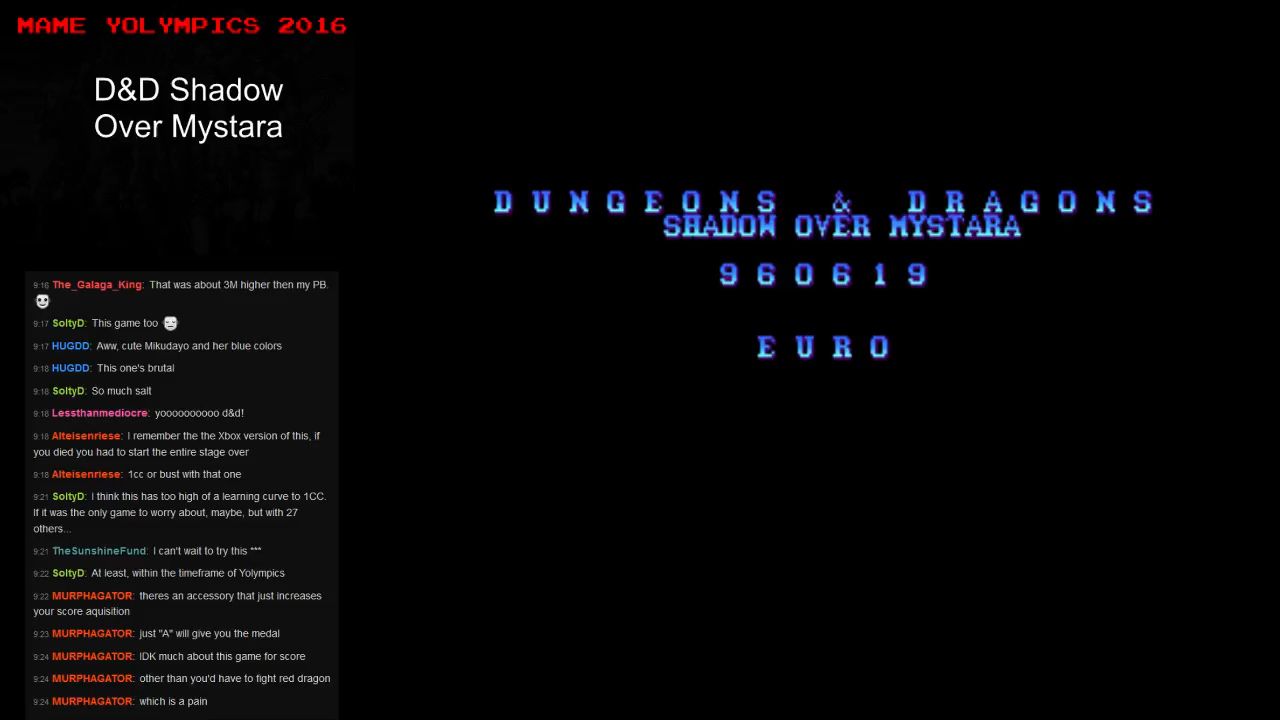 MAME YOLYMPICS 2016
D&D Shadow
Over Mystara
DUNGEONS & DRAGONS
SHADOW OVER MYSTARA
960619
EURO
9:16 The_Galaga_King: That was about 3M higher then my PB.
9:17 SoltyD: This game too
9:17 HUGDD: Aww, cute Mikudayo and her blue colors
9:18 HUGDD: This one's brutal
9:18 SoltyD: So much salt
9:18 Lessthanmediocre: yoooooooooo d&d!
9:18 Alteisenriese: I remember the the Xbox version of this, if
you died you had to start the entire stage over
9:18 Alteisenriese: 1cc or bust with that one
9:21 SoltyD: I think this has too high of a learning curve to 1CC.
If it was the only game to worry about, maybe, but with 27
others...
9:21 TheSunshineFund: I can't wait to try this ***
9:22 SoltyD: At least, within the timeframe of Yolympics
9:22 MURPHAGATOR: theres an accessory that just increases
your score aquisition
9:23 MURPHAGATOR: just "A" will give you the medal
9:24 MURPHAGATOR: IDK much about this game for score
9:24 MURPHAGATOR: other than you'd have to fight red dragon
9:24 MURPHAGATOR: which is a pain